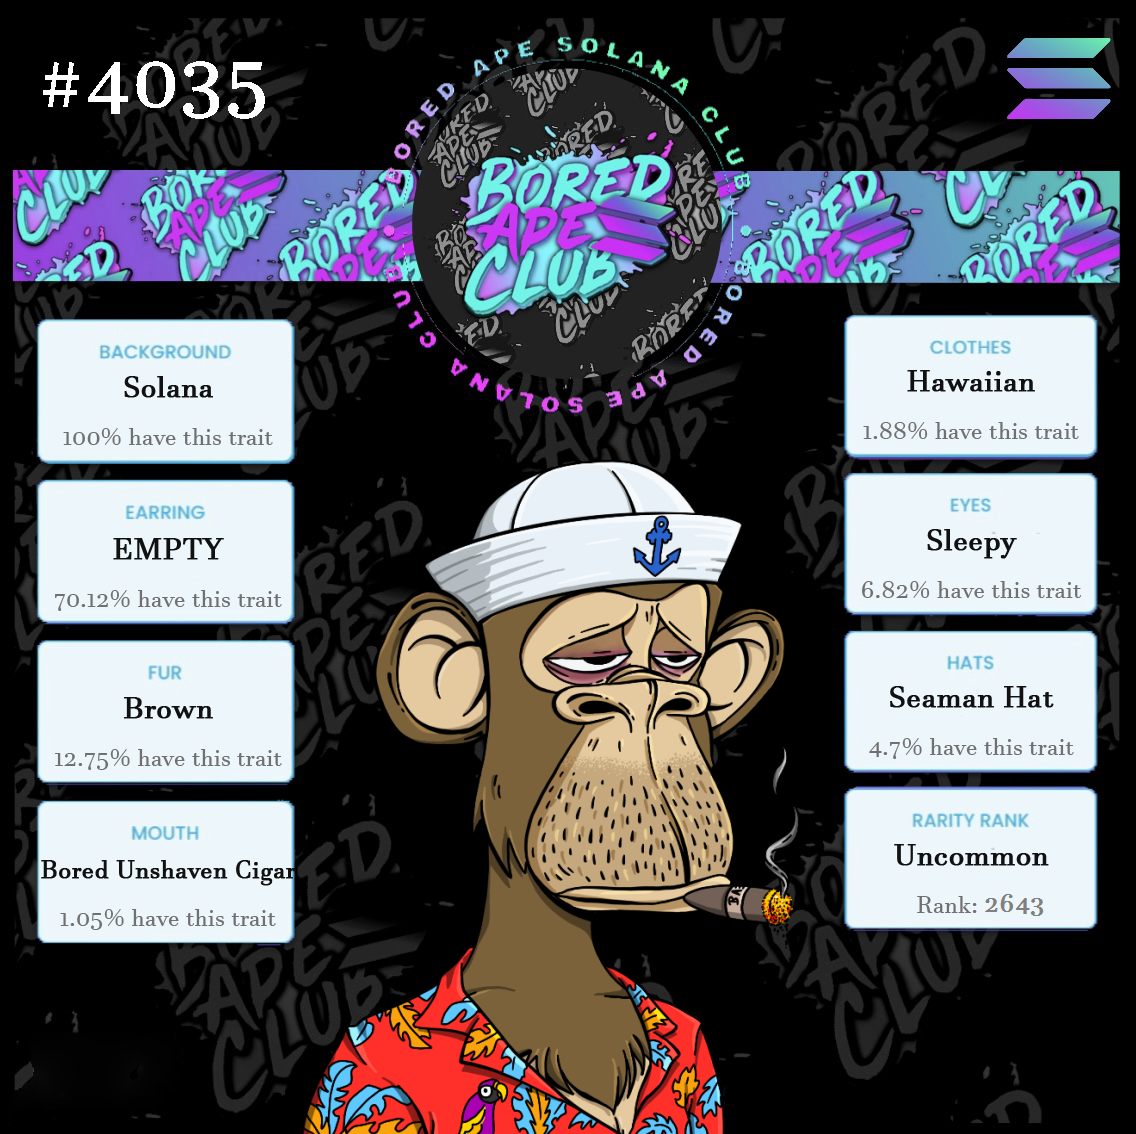 #4035
BORED APE SOLANA CLUB
BORED APE SOLANA CLUB
BORED
APE
CLUB
BACKGROUND
Solana
100% have this trait
EARRING
EMPTY
70.12% have this trait
FUR
Brown
12.75% have this trait
MOUTH
Bored Unshaven Cigar
1.05% have this trait
CLOTHES
Hawaiian
1.88% have this trait
EYES
Sleepy
6.82% have this trait
HATS
Seaman Hat
4.7% have this trait
RARITY RANK
Uncommon
Rank: 2643